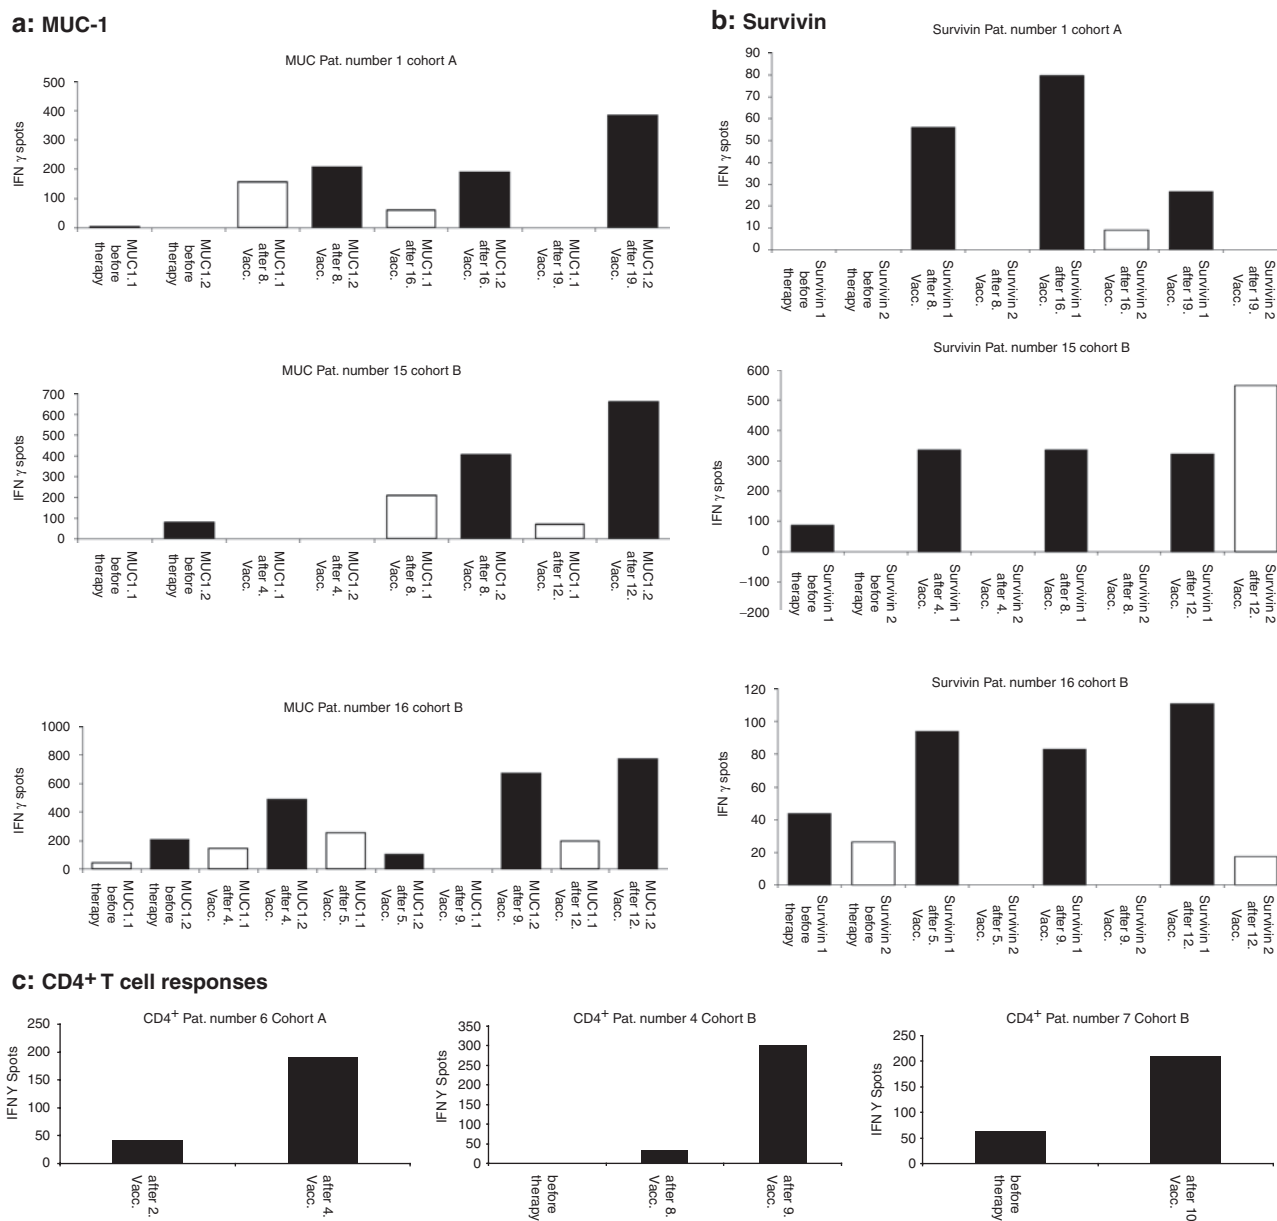 a: MUC-1
MUC Pat. number 1 cohort A
IFN γ spots
500
400
300
200
100
0
MUC1.1
before
therapy
MUC1.2
before
therapy
MUC1.1
after 8.
Vacc.
MUC1.2
after 8.
Vacc.
MUC1.1
after 16.
Vacc.
MUC1.2
after 16.
Vacc.
MUC1.1
after 19.
Vacc.
MUC1.2
after 19.
Vacc.
MUC Pat. number 15 cohort B
IFN γ spots
700
600
500
400
300
200
100
0
MUC1.1
before
therapy
MUC1.2
before
therapy
MUC1.1
after 4.
Vacc.
MUC1.2
after 4.
Vacc.
MUC1.1
after 8.
Vacc.
MUC1.2
after 8.
Vacc.
MUC1.1
after 12.
Vacc.
MUC1.2
after 12.
Vacc.
MUC Pat. number 16 cohort B
IFN γ spots
1000
800
600
400
200
0
MUC1.1
before
therapy
MUC1.2
before
therapy
MUC1.1
after 4.
Vacc.
MUC1.2
after 4.
Vacc.
MUC1.1
after 5.
Vacc.
MUC1.2
after 5.
Vacc.
MUC1.1
after 9.
Vacc.
MUC1.2
after 9.
Vacc.
MUC1.1
after 12.
Vacc.
MUC1.2
after 12.
Vacc.
b: Survivin
Survivin Pat. number 1 cohort A
IFN γ spots
90
80
70
60
50
40
30
20
10
0
Survivin 1
before
therapy
Survivin 2
before
therapy
Survivin 1
after 8.
Vacc.
Survivin 2
after 8.
Vacc.
Survivin 1
after 16.
Vacc.
Survivin 2
after 16.
Vacc.
Survivin 1
after 19.
Vacc.
Survivin 2
after 19.
Vacc.
Survivin Pat. number 15 cohort B
IFN γ spots
600
500
400
300
200
100
0
−100
−200
Survivin 1
before
therapy
Survivin 2
before
therapy
Survivin 1
after 4.
Vacc.
Survivin 2
after 4.
Vacc.
Survivin 1
after 8.
Vacc.
Survivin 2
after 8.
Vacc.
Survivin 1
after 12.
Vacc.
Survivin 2
after 12.
Vacc.
Survivin Pat. number 16 cohort B
IFN γ spots
120
100
80
60
40
20
0
Survivin 1
before
therapy
Survivin 2
before
therapy
Survivin 1
after 5.
Vacc.
Survivin 2
after 5.
Vacc.
Survivin 1
after 9.
Vacc.
Survivin 2
after 9.
Vacc.
Survivin 1
after 12.
Vacc.
Survivin 2
after 12.
Vacc.
c: CD4+ T cell responses
CD4+ Pat. number 6 Cohort A
IFN Υ Spots
250
200
150
100
50
0
after 2.
Vacc.
after 4.
Vacc.
CD4+ Pat. number 4 Cohort B
IFN Υ Spots
350
300
250
200
150
100
50
0
before
therapy
after 8.
Vacc.
after 9.
Vacc.
CD4+ Pat. number 7 Cohort B
IFN Υ Spots
250
200
150
100
50
0
before
therapy
after 10
Vacc.